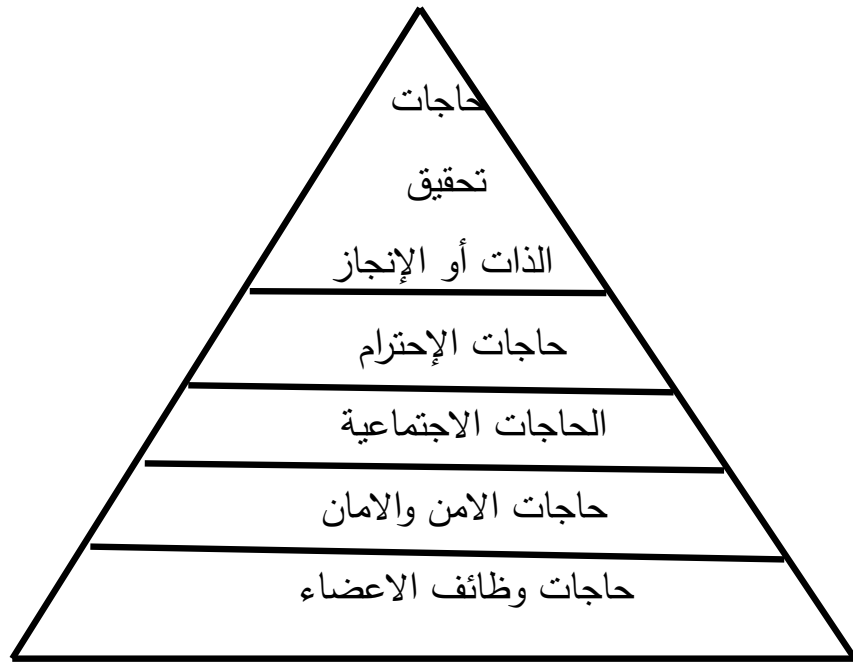 حاجات
تحقيق
الذات أو الإنجاز
حاجات الإحترام
الحاجات الاجتماعية
حاجات الامن والامان
حاجات وظائف الاعضاء